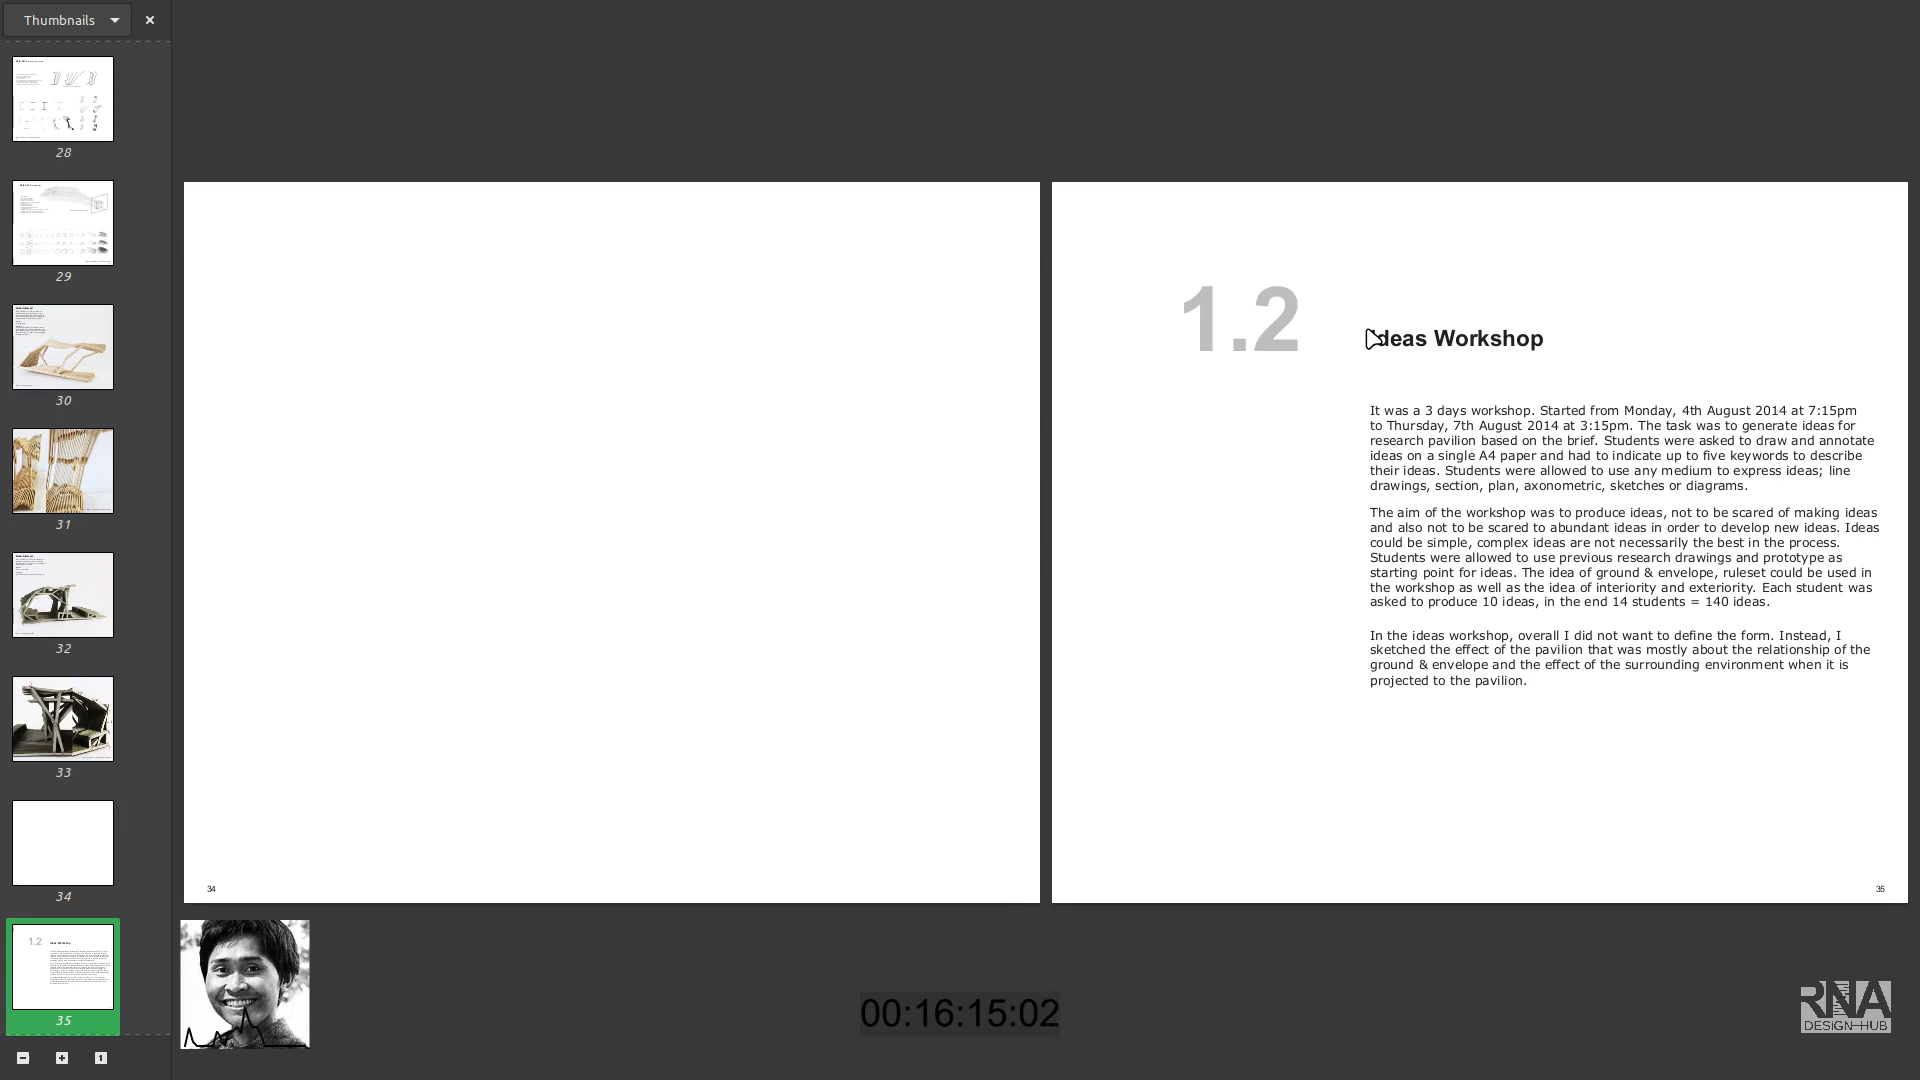 Thumbnails
28
29
30
31
32
33
34
1.2
Ideas Workshop
35
1
34
1.2
Ideas Workshop
It was a 3 days workshop. Started from Monday, 4th August 2014 at 7:15pm
to Thursday, 7th August 2014 at 3:15pm. The task was to generate ideas for
research pavilion based on the brief. Students were asked to draw and annotate
ideas on a single A4 paper and had to indicate up to five keywords to describe
their ideas. Students were allowed to use any medium to express ideas; line
drawings, section, plan, axonometric, sketches or diagrams.
The aim of the workshop was to produce ideas, not to be scared of making ideas
and also not to be scared to abundant ideas in order to develop new ideas. Ideas
could be simple, complex ideas are not necessarily the best in the process.
Students were allowed to use previous research drawings and prototype as
starting point for ideas. The idea of ground & envelope, ruleset could be used in
the workshop as well as the idea of interiority and exteriority. Each student was
asked to produce 10 ideas, in the end 14 students = 140 ideas.
In the ideas workshop, overall I did not want to define the form. Instead, I
sketched the effect of the pavilion that was mostly about the relationship of the
ground & envelope and the effect of the surrounding environment when it is
projected to the pavilion.
35
00:16:15:02
RNA
DESiGN-HUB